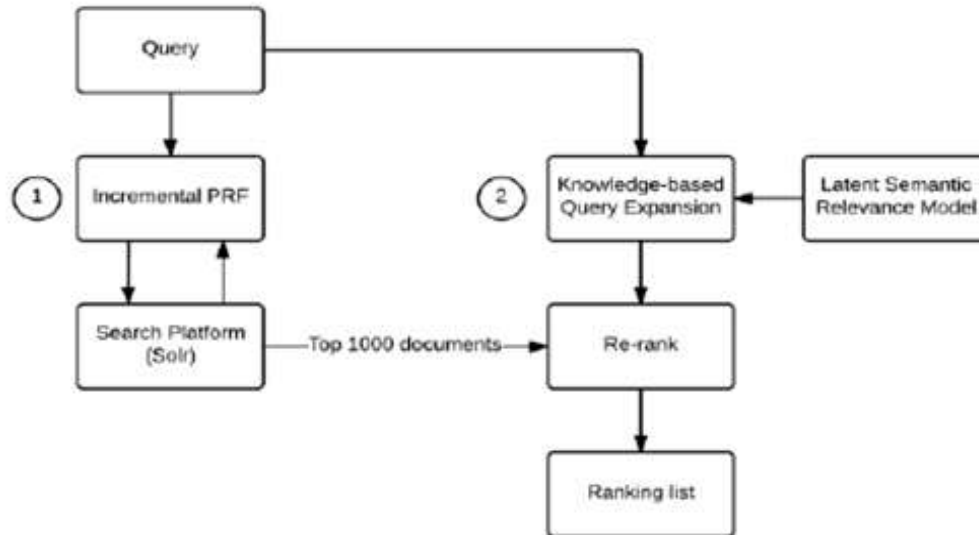 Query
1
Incremental PRF
2
Knowledge-based
Query Expansion
Latent Semantic
Relevance Model
Search Platform
(Solr)
Top 1000 documents
Re-rank
Ranking list